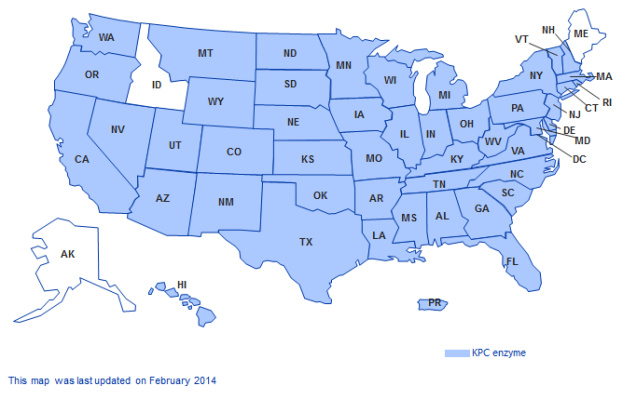 WA
MT
ND
MN
VT
NH
ME
OR
ID
SD
WI
NY
MA
WY
MI
RI
NV
NE
IA
PA
NJ
CT
UT
CO
IL
IN
OH
DE
MD
CA
KS
MO
KY
WV
VA
DC
AZ
NM
OK
AR
TN
NC
SC
TX
LA
MS
AL
GA
AK
FL
HI
PR
KPC enzyme
This map was last updated on February 2014